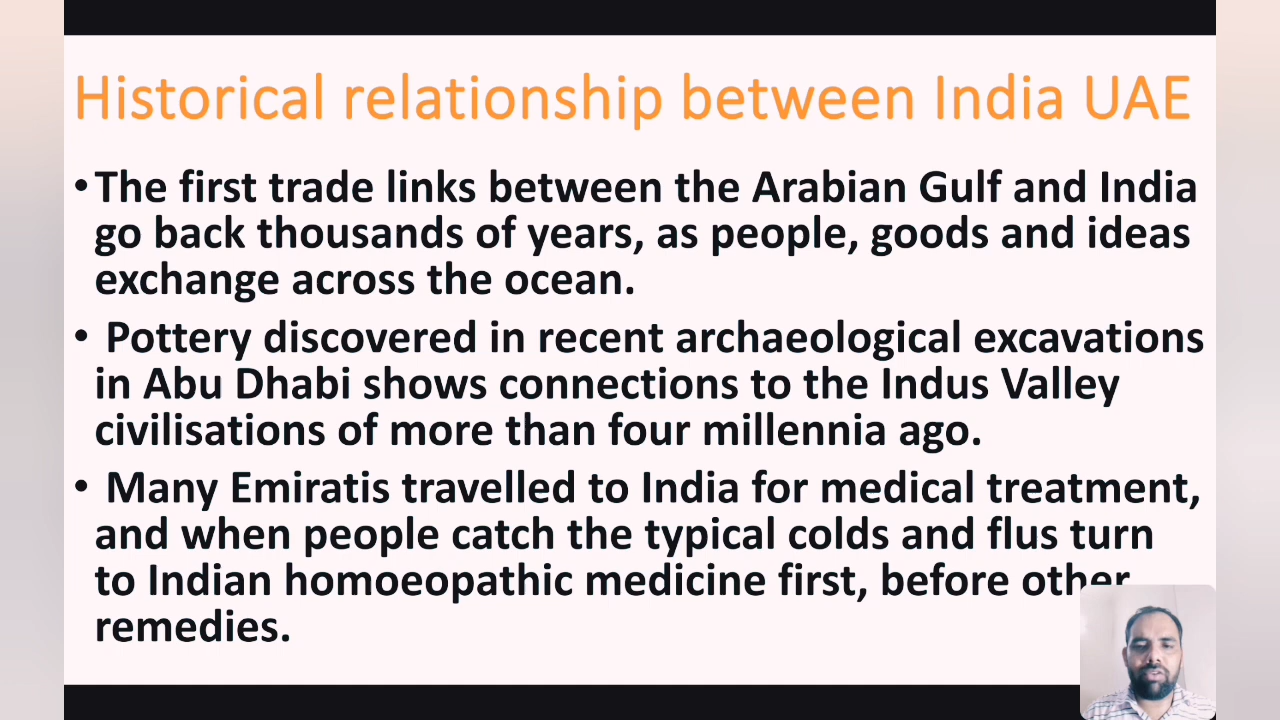 Historical relationship between India UAE
•The first trade links between the Arabian Gulf and India
go back thousands of years, as people, goods and ideas
exchange across the ocean.
• Pottery discovered in recent archaeological excavations
in Abu Dhabi shows connections to the Indus Valley
civilisations of more than four millennia ago.
• Many Emiratis travelled to India for medical treatment,
and when people catch the typical colds and flus turn
to Indian homoeopathic medicine first, before other
remedies.